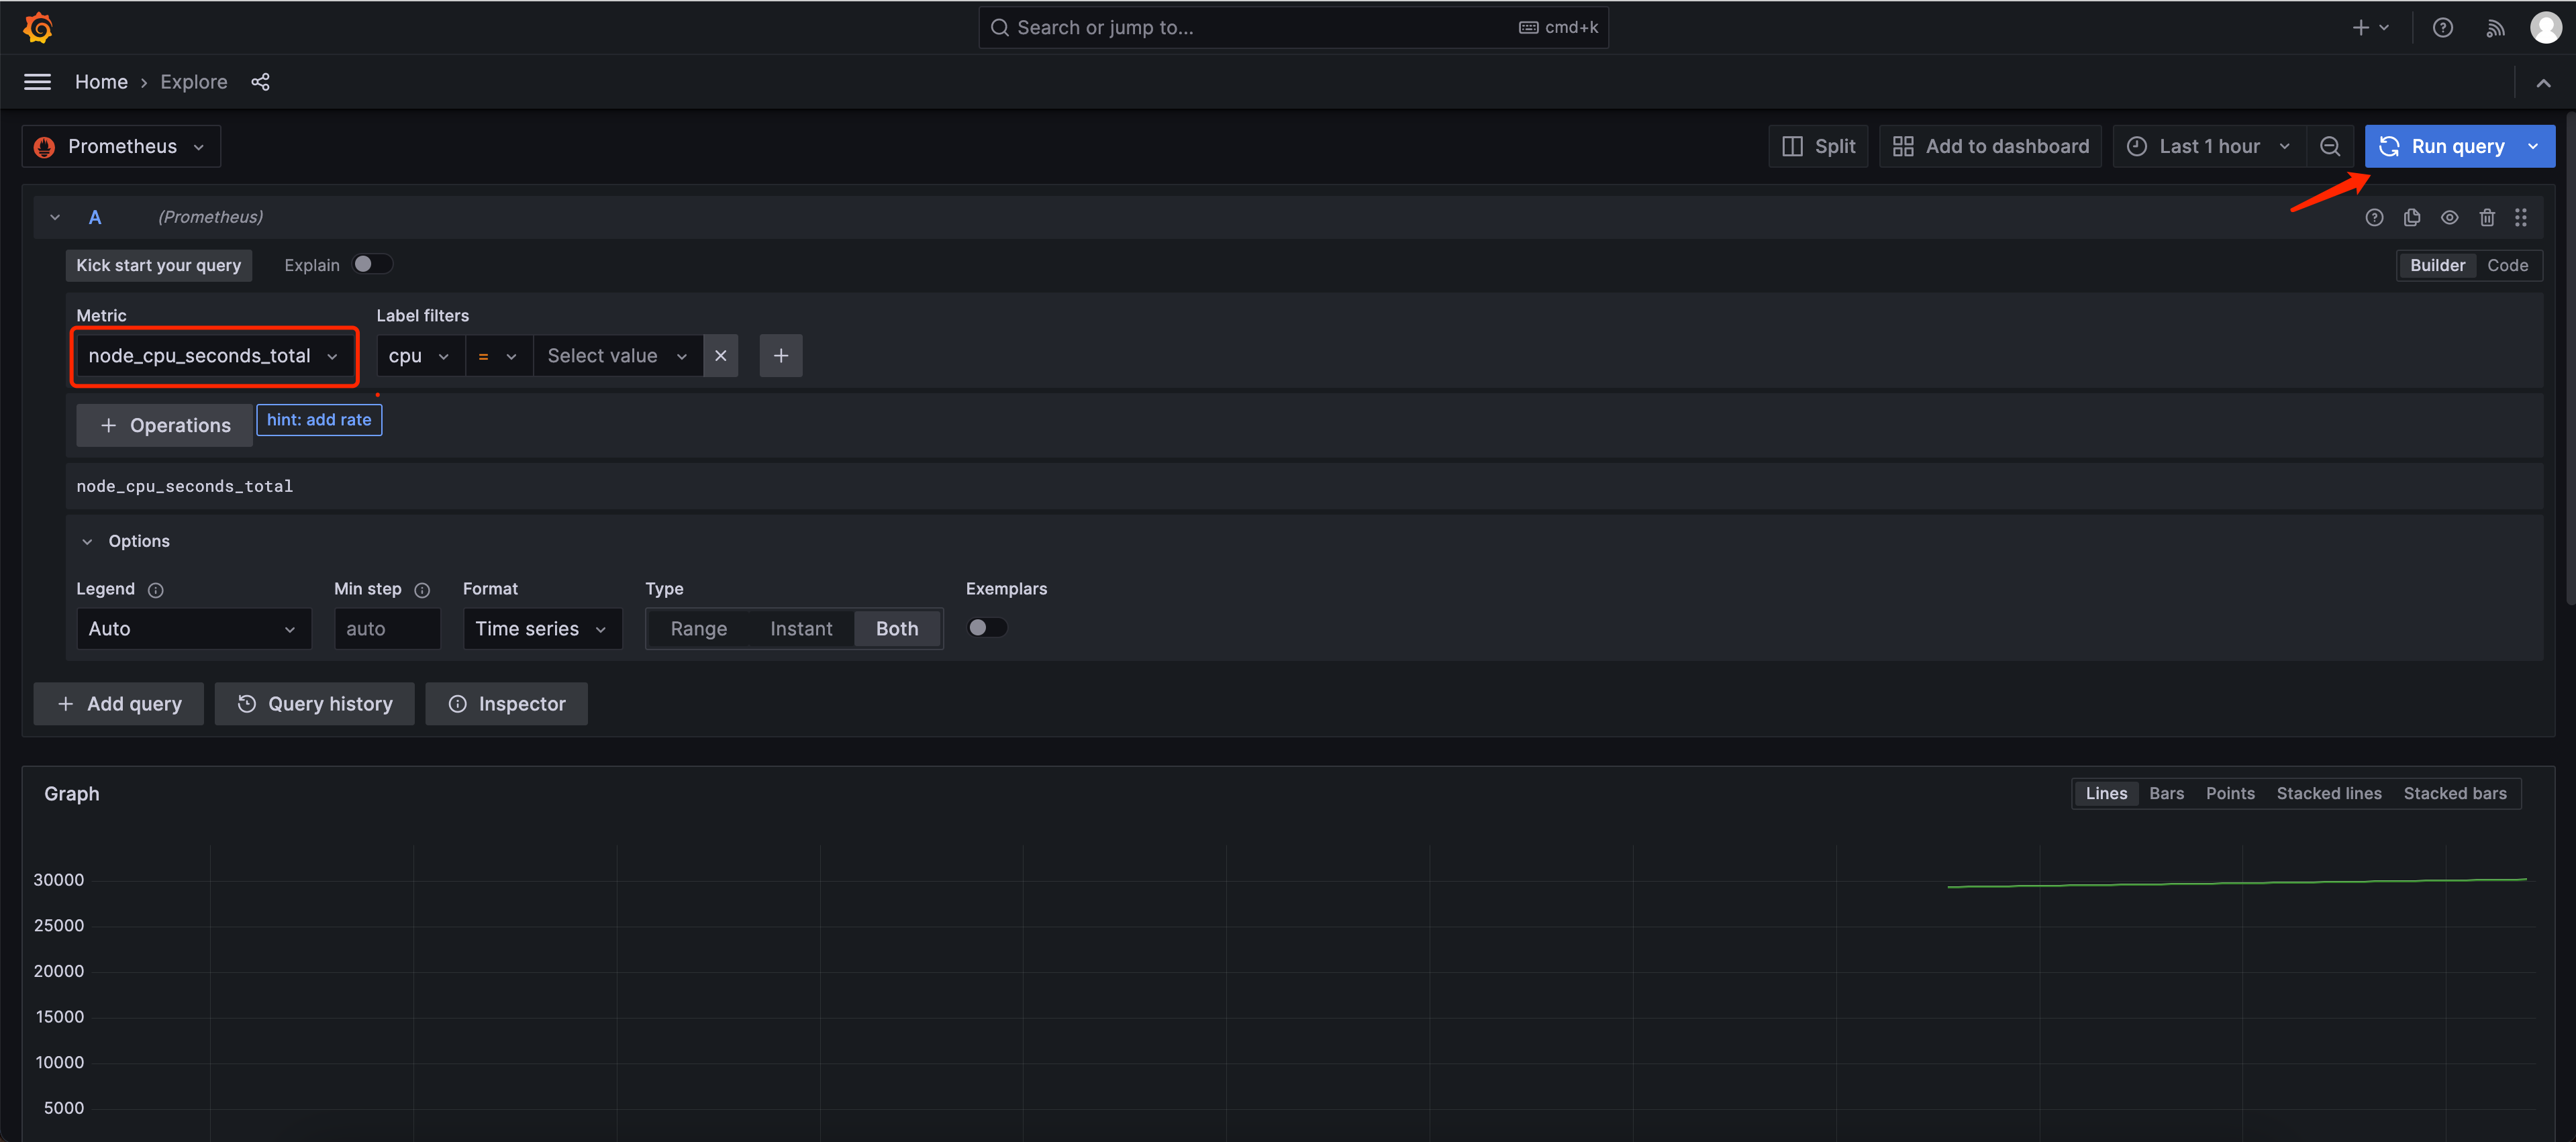 Search or jump to... cmd+k
Home › Explore
Prometheus Split Add to dashboard Last 1 hour Run query
A (Prometheus)
Kick start your query Explain Builder Code
Metric Label filters
node_cpu_seconds_total cpu = Select value
+ Operations hint: add rate
node_cpu_seconds_total
Options
Legend Min step Format Type Exemplars
Auto auto Time series Range Instant Both
+ Add query Query history Inspector
Graph Lines Bars Points Stacked lines Stacked bars
30000
25000
20000
15000
10000
5000